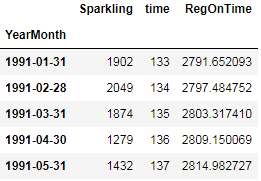 Sparkling time RegOnTime
YearMonth
1991-01-31 1902 133 2791.652093
1991-02-28 2049 134 2797.484752
1991-03-31 1874 135 2803.317410
1991-04-30 1279 136 2809.150069
1991-05-31 1432 137 2814.982727